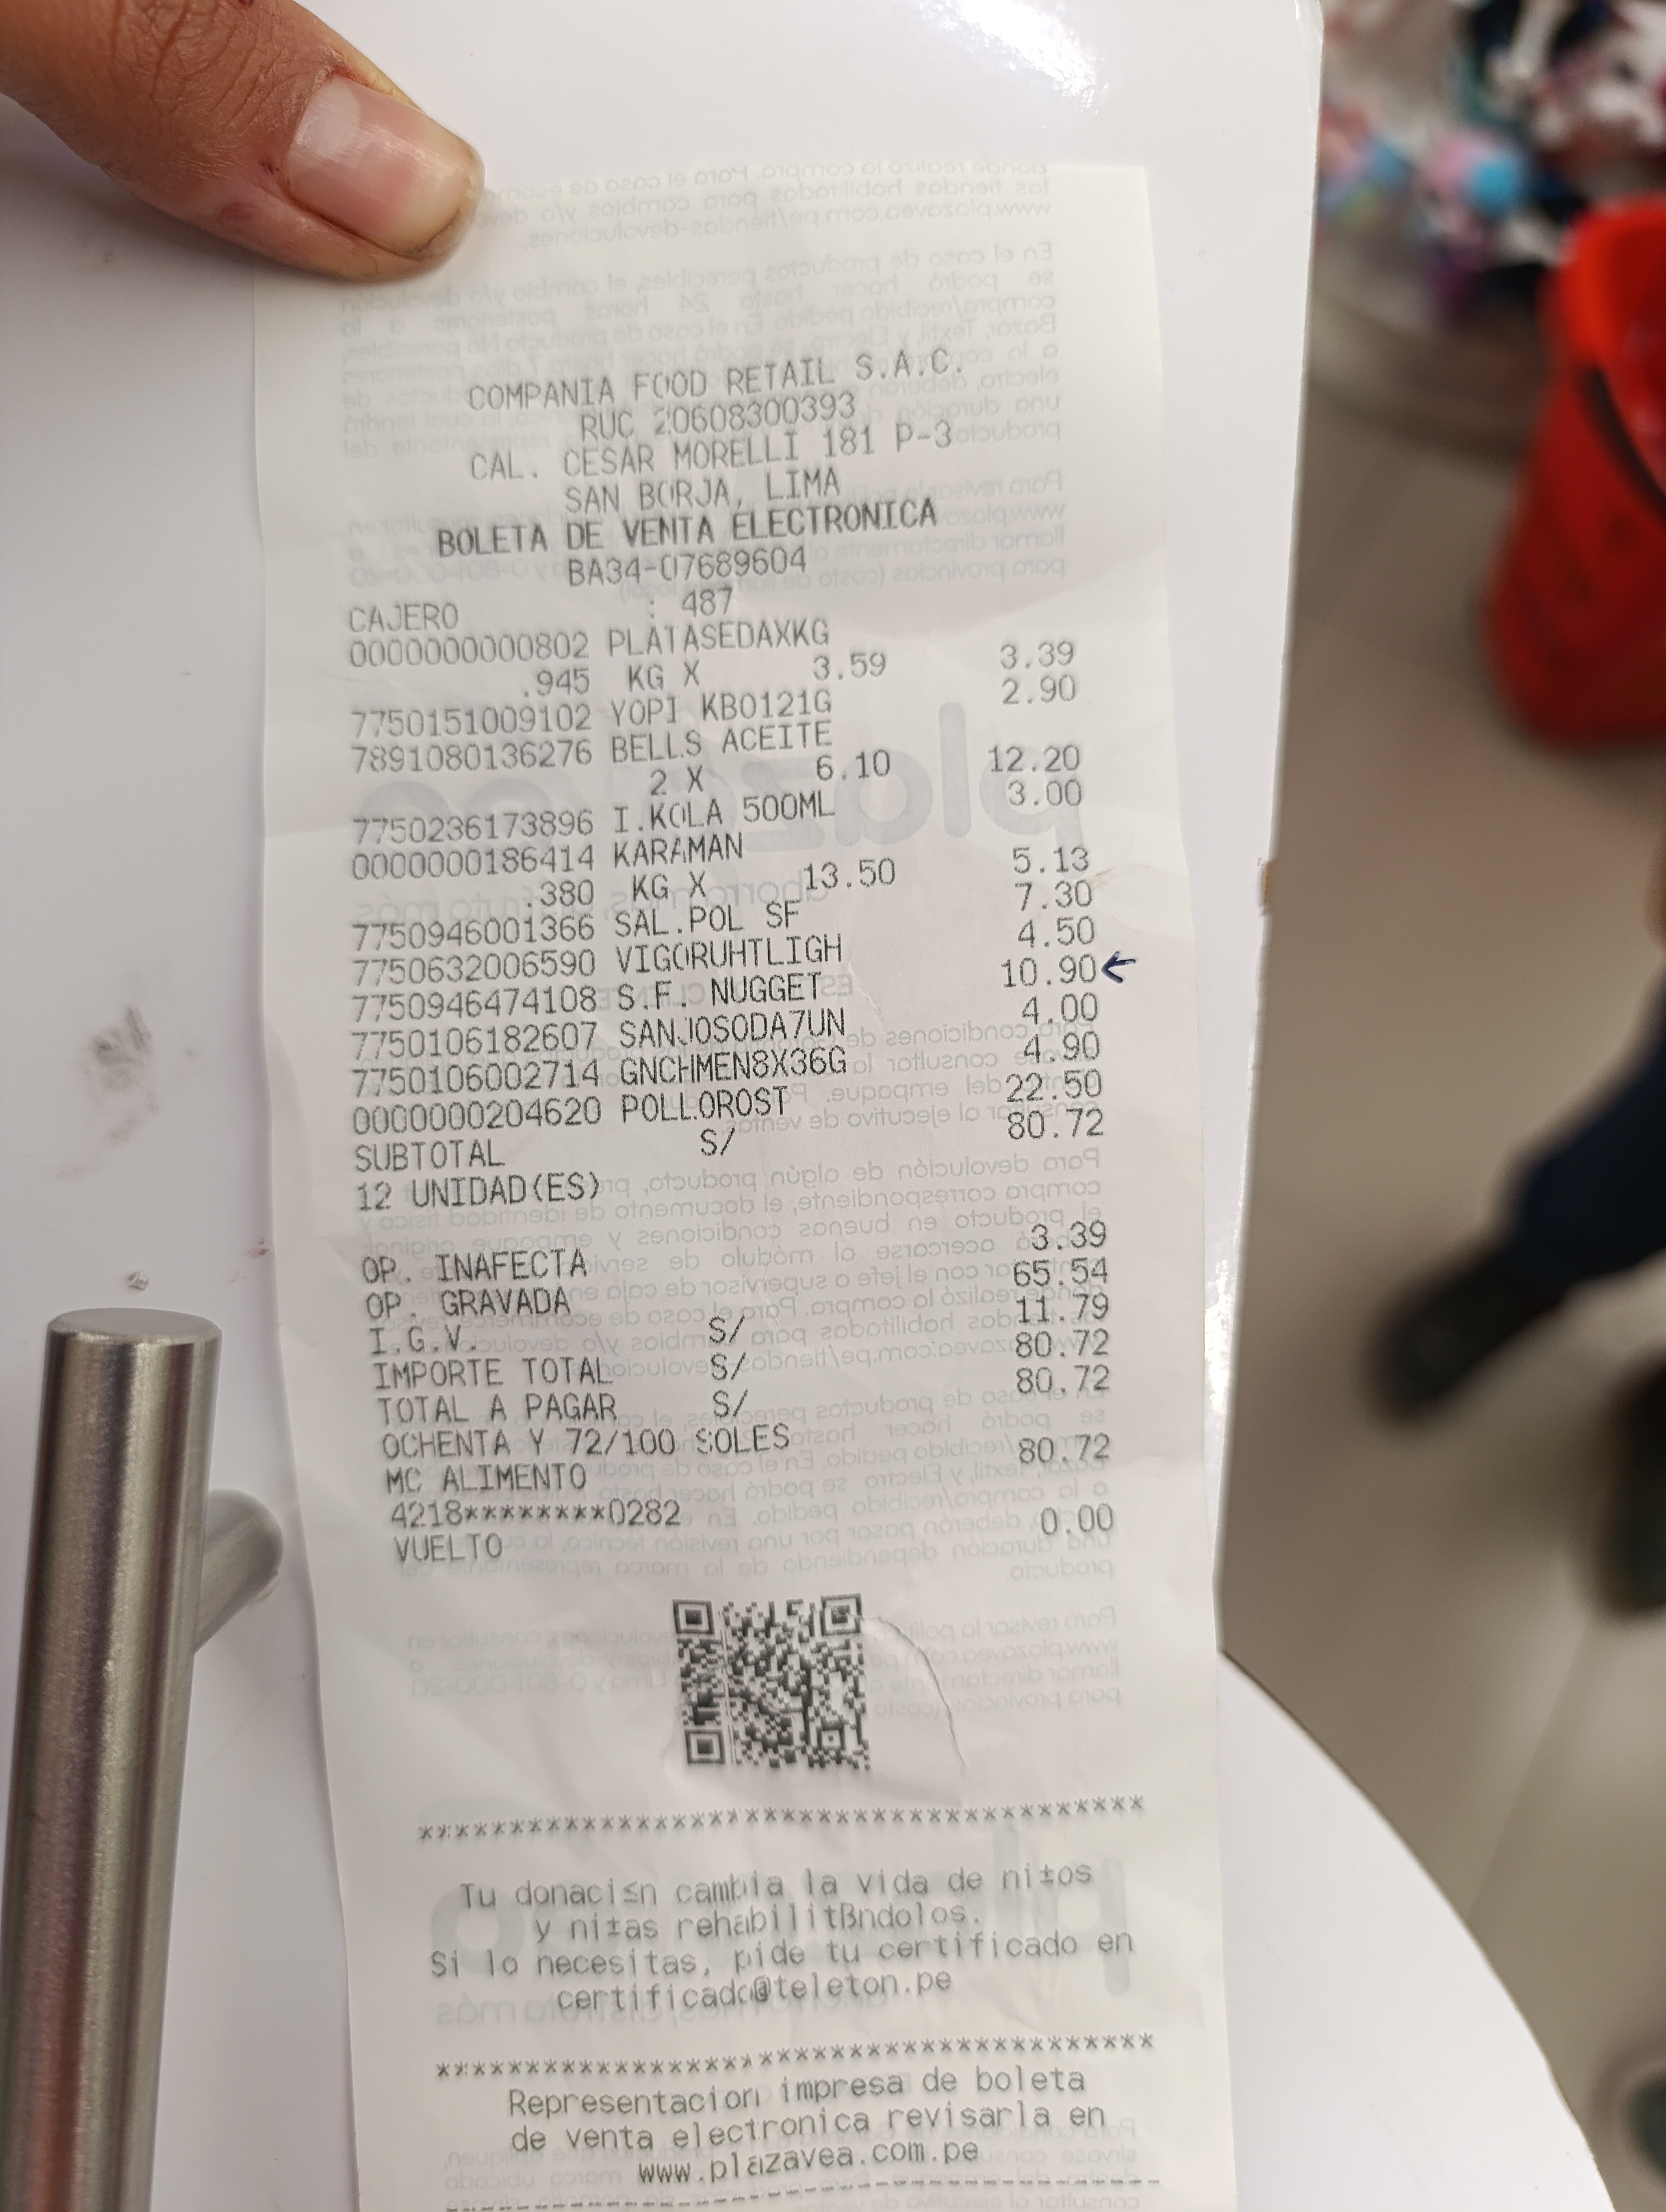 COMPANIA FOOD RETAIL S.A.C.
RUC 20608300393
CAL. CESAR MORELLI 181 P-3
SAN BORJA, LIMA
BOLETA DE VENTA ELECTRONICA
BA34-07689604
CAJERO : 487
0000000000802 PLATASEDAXKG
.945 KG X 3.59 3.39
7750151009102 YOPI KBO121G 2.90
7891080136276 BELLS ACEITE
2 X 6.10 12.20
7750236173896 I.KOLA 500ML 3.00
0000000186414 KARAMAN
.380 KG X 13.50 5.13
7750946001366 SAL.POL SF 7.30
7750632006590 VIGORUHTLIGH 4.50
7750946474108 S.F. NUGGET 10.90 ←
7750106182607 SANJOSODA7UN 4.00
7750106002714 GNCHMEN8X36G 4.90
0000000204620 POLLOROST 22.50
SUBTOTAL S/ 80.72
12 UNIDAD(ES)
OP. INAFECTA 3.39
OP. GRAVADA 65.54
I.G.V. S/ 11.79
IMPORTE TOTAL S/ 80.72
TOTAL A PAGAR S/ 80.72
OCHENTA Y 72/100 SOLES
MC ALIMENTO 80.72
4218********0282
VUELTO 0.00
****************************************
Tu donaci≤n cambia la vida de ni±os
y ni±as rehabilitßndolos.
Si lo necesitas, pide tu certificado en
certificado@teleton.pe
****************************************
Representacion impresa de boleta
de venta electronica revisarla en
www.plazavea.com.pe